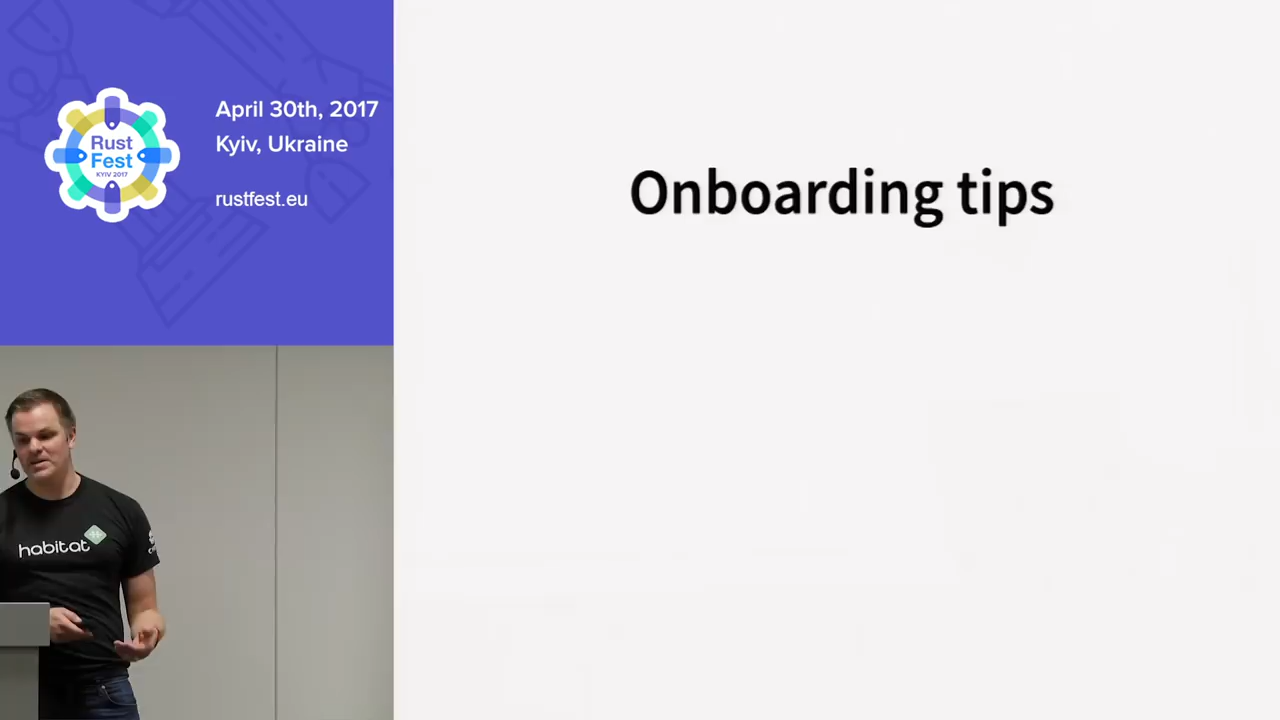 Rust
Fest
KYIV 2017
April 30th, 2017
Kyiv, Ukraine
rustfest.eu
Onboarding tips
habitat